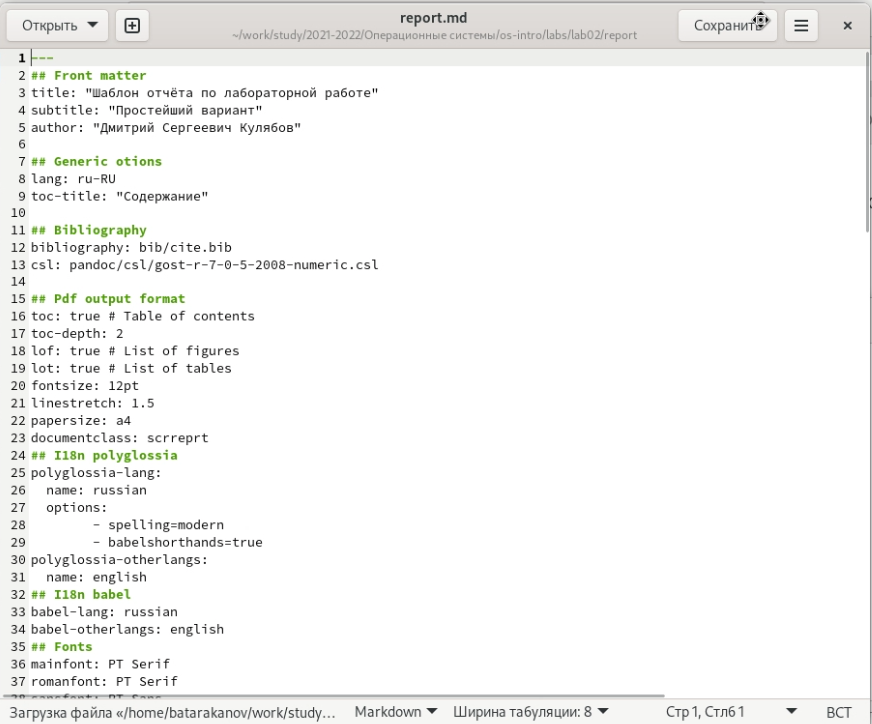 Открыть
report.md
~/work/study/2021-2022/Операционные системы/os-intro/labs/lab02/report
Сохранить
1 ---
2 ## Front matter
3 title: "Шаблон отчёта по лабораторной работе"
4 subtitle: "Простейший вариант"
5 author: "Дмитрий Сергеевич Кулябов"
6
7 ## Generic otions
8 lang: ru-RU
9 toc-title: "Содержание"
10
11 ## Bibliography
12 bibliography: bib/cite.bib
13 csl: pandoc/csl/gost-r-7-0-5-2008-numeric.csl
14
15 ## Pdf output format
16 toc: true # Table of contents
17 toc-depth: 2
18 lof: true # List of figures
19 lot: true # List of tables
20 fontsize: 12pt
21 linestretch: 1.5
22 papersize: a4
23 documentclass: scrreprt
24 ## I18n polyglossia
25 polyglossia-lang:
26   name: russian
27   options:
28         - spelling=modern
29         - babelshorthands=true
30 polyglossia-otherlangs:
31   name: english
32 ## I18n babel
33 babel-lang: russian
34 babel-otherlangs: english
35 ## Fonts
36 mainfont: PT Serif
37 romanfont: PT Serif
38 sansfont: PT Sans
Загрузка файла «/home/batarakanov/work/study… Markdown Ширина табуляции: 8 Стр 1, Стлб 1 ВСТ